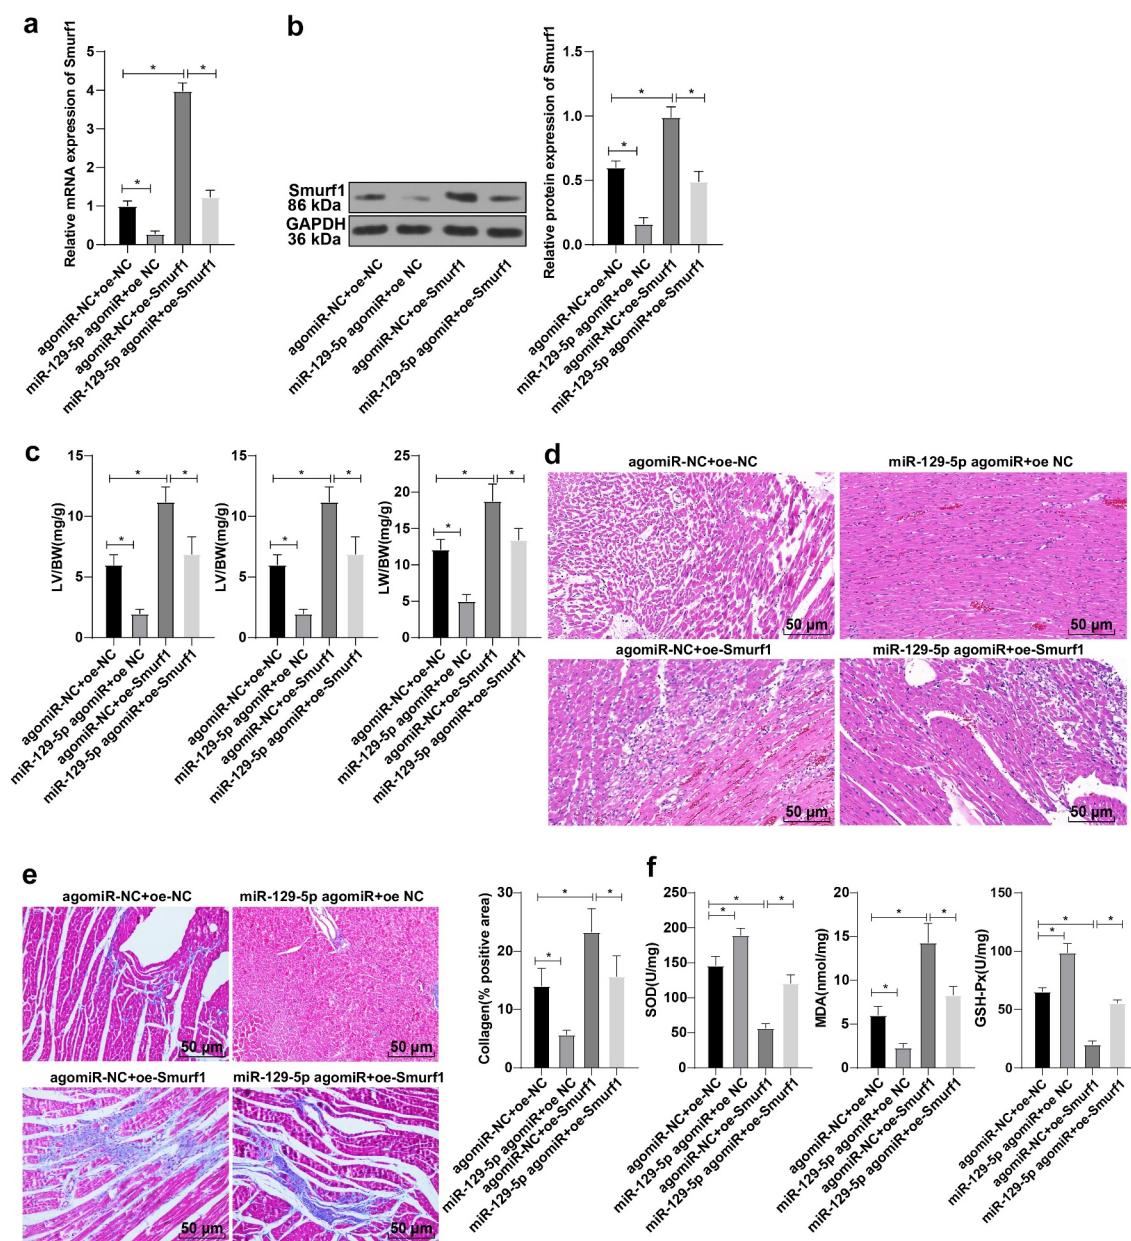 a
Relative mRNA expression of Smurf1
5
4
3
2
1
0
*
*
*
agomiR-NC+oe-NC
miR-129-5p agomiR+oe NC
agomiR-NC+oe-Smurf1
miR-129-5p agomiR+oe-Smurf1
b
Smurf1
86 kDa
GAPDH
36 kDa
agomiR-NC+oe-NC
miR-129-5p agomiR+oe NC
agomiR-NC+oe-Smurf1
miR-129-5p agomiR+oe-Smurf1
Relative protein expression of Smurf1
1.5
1.0
0.5
0.0
*
*
*
agomiR-NC+oe-NC
miR-129-5p agomiR+oe NC
agomiR-NC+oe-Smurf1
miR-129-5p agomiR+oe-Smurf1
c
LV/BW(mg/g)
15
10
5
0
*
*
*
agomiR-NC+oe-NC
miR-129-5p agomiR+oe NC
agomiR-NC+oe-Smurf1
miR-129-5p agomiR+oe-Smurf1
LV/BW(mg/g)
15
10
5
0
*
*
*
agomiR-NC+oe-NC
miR-129-5p agomiR+oe NC
agomiR-NC+oe-Smurf1
miR-129-5p agomiR+oe-Smurf1
LW/BW(mg/g)
25
20
15
10
5
0
*
*
*
agomiR-NC+oe-NC
miR-129-5p agomiR+oe NC
agomiR-NC+oe-Smurf1
miR-129-5p agomiR+oe-Smurf1
d
agomiR-NC+oe-NC
50 µm
miR-129-5p agomiR+oe NC
50 µm
agomiR-NC+oe-Smurf1
50 µm
miR-129-5p agomiR+oe-Smurf1
50 µm
e
agomiR-NC+oe-NC
50 µm
miR-129-5p agomiR+oe NC
50 µm
agomiR-NC+oe-Smurf1
50 µm
miR-129-5p agomiR+oe-Smurf1
50 µm
Collagen(% positive area)
30
20
10
0
*
*
*
agomiR-NC+oe-NC
miR-129-5p agomiR+oe NC
agomiR-NC+oe-Smurf1
miR-129-5p agomiR+oe-Smurf1
f
SOD(U/mg)
250
200
150
100
50
0
*
*
*
agomiR-NC+oe-NC
miR-129-5p agomiR+oe NC
agomiR-NC+oe-Smurf1
miR-129-5p agomiR+oe-Smurf1
MDA(nmol/mg)
20
15
10
5
0
*
*
*
agomiR-NC+oe-NC
miR-129-5p agomiR+oe NC
agomiR-NC+oe-Smurf1
miR-129-5p agomiR+oe-Smurf1
GSH-Px(U/mg)
150
100
50
0
*
*
*
agomiR-NC+oe-NC
miR-129-5p agomiR+oe NC
agomiR-NC+oe-Smurf1
miR-129-5p agomiR+oe-Smurf1